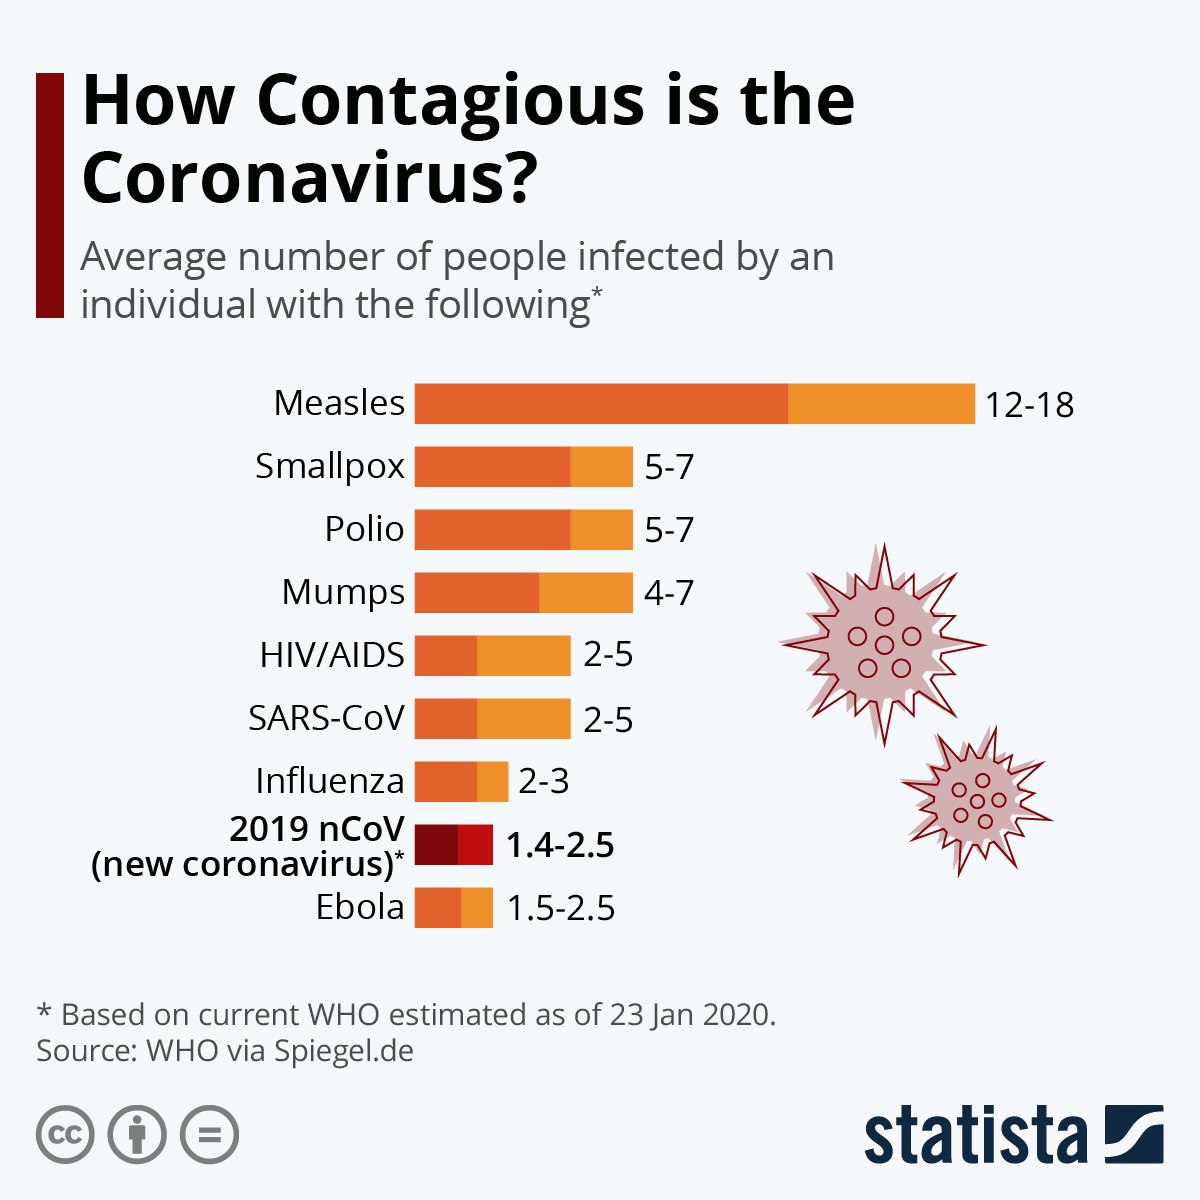 How Contagious is the
Coronavirus?
Average number of people infected by an
individual with the following*
Measles 12-18
Smallpox 5-7
Polio 5-7
Mumps 4-7
HIV/AIDS 2-5
SARS-CoV 2-5
Influenza 2-3
2019 nCoV
(new coronavirus)* 1.4-2.5
Ebola 1.5-2.5
* Based on current WHO estimated as of 23 Jan 2020.
Source: WHO via Spiegel.de
cc
statista